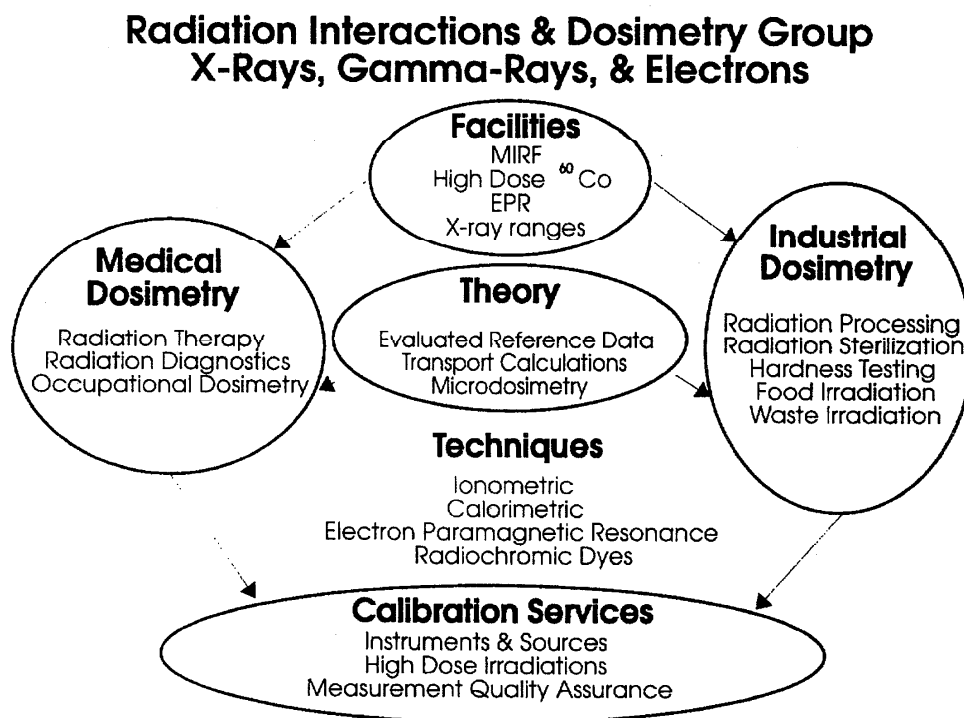 Radiation Interactions & Dosimetry Group
X-Rays, Gamma-Rays, & Electrons
Facilities
MIRF
High Dose ⁶⁰Co
EPR
X-ray ranges
Medical
Dosimetry
Radiation Therapy
Radiation Diagnostics
Occupational Dosimetry
Theory
Evaluated Reference Data
Transport Calculations
Microdosimetry
Industrial
Dosimetry
Radiation Processing
Radiation Sterilization
Hardness Testing
Food Irradiation
Waste Irradiation
Techniques
Ionometric
Calorimetric
Electron Paramagnetic Resonance
Radiochromic Dyes
Calibration Services
Instruments & Sources
High Dose Irradiations
Measurement Quality Assurance